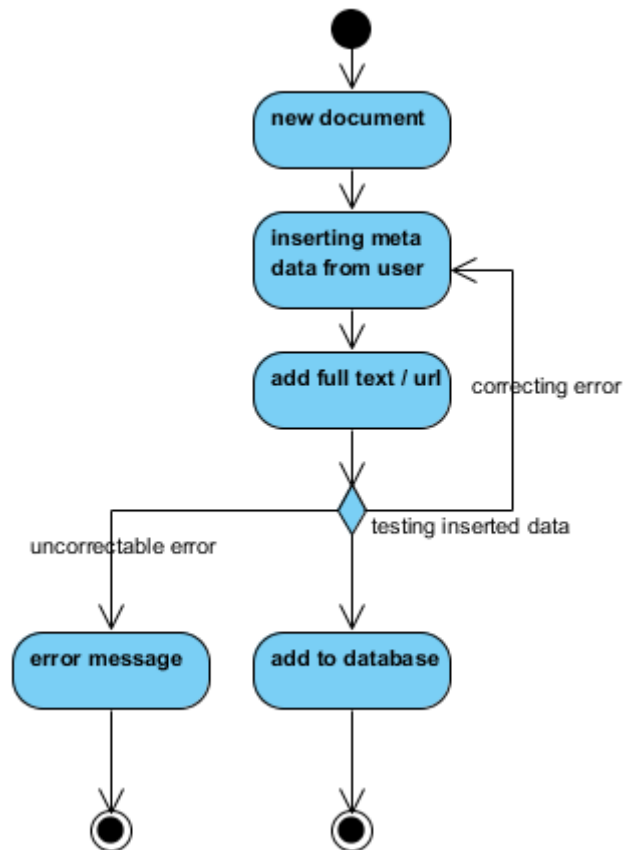 new document
inserting meta
data from user
add full text / url
correcting error
testing inserted data
uncorrectable error
error message
add to database